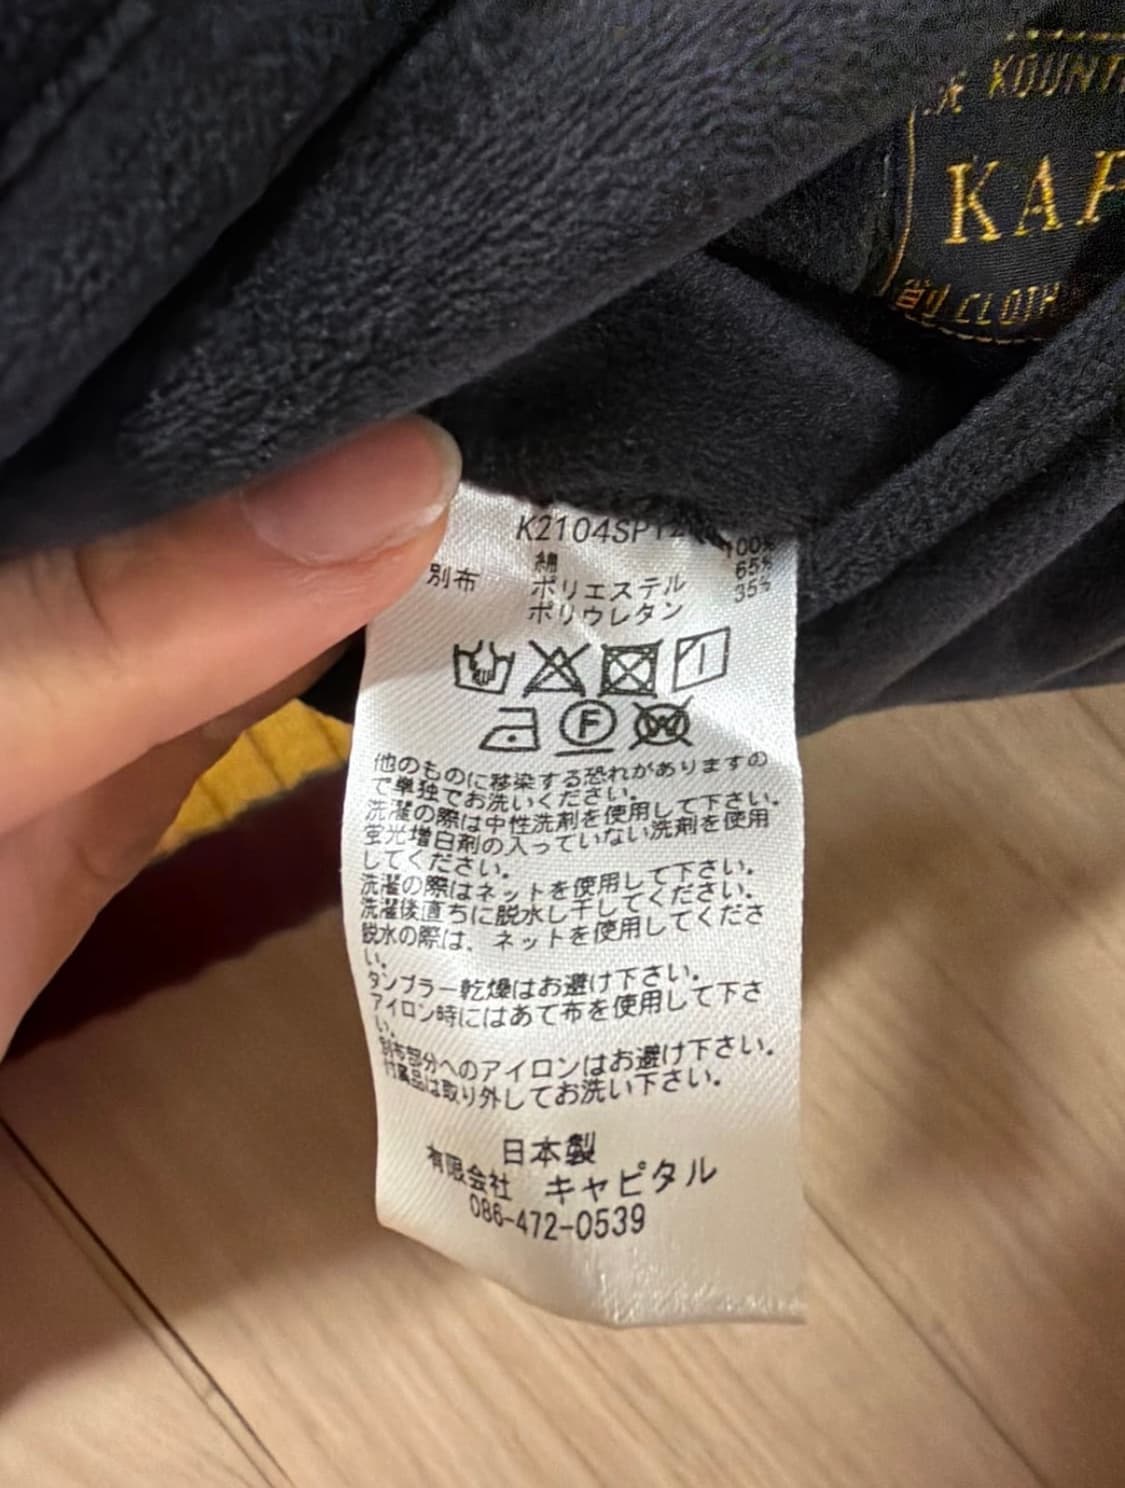 KOUNT
KAP
CLOTH
K2104SP12
綿 100%
別布 ポリエステル 65%
ポリウレタン 35%
F
W
他のものに移染する恐れがありますの
で単独でお洗いください。
洗濯の際は中性洗剤を使用して下さい。
蛍光増白剤の入っていない洗剤を使用
してください。
洗濯の際はネットを使用して下さい。
洗濯後直ちに脱水し干してください。
脱水の際は、ネットを使用してくださ
い。
タンブラー乾燥はお避け下さい。
アイロン時にはあて布を使用して下さ
い。
別布部分へのアイロンはお避け下さい。
付属品は取り外してお洗い下さい。
日本製
有限会社 キャピタル
086-472-0539